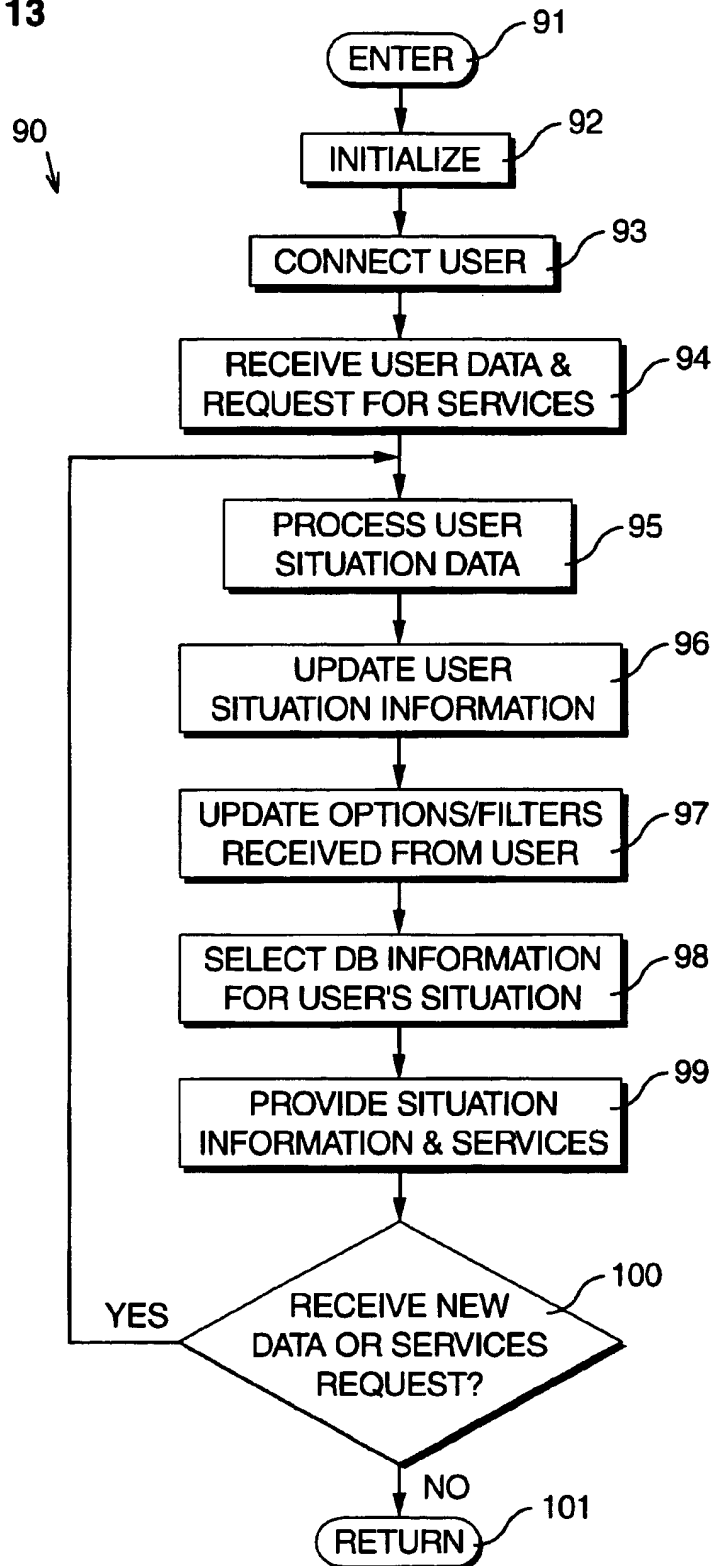 13
90
ENTER
91
INITIALIZE
92
CONNECT USER
93
RECEIVE USER DATA &
REQUEST FOR SERVICES
94
PROCESS USER
SITUATION DATA
95
UPDATE USER
SITUATION INFORMATION
96
UPDATE OPTIONS/FILTERS
RECEIVED FROM USER
97
SELECT DB INFORMATION
FOR USER'S SITUATION
98
PROVIDE SITUATION
INFORMATION & SERVICES
99
RECEIVE NEW
DATA OR SERVICES
REQUEST?
100
YES
NO
RETURN
101